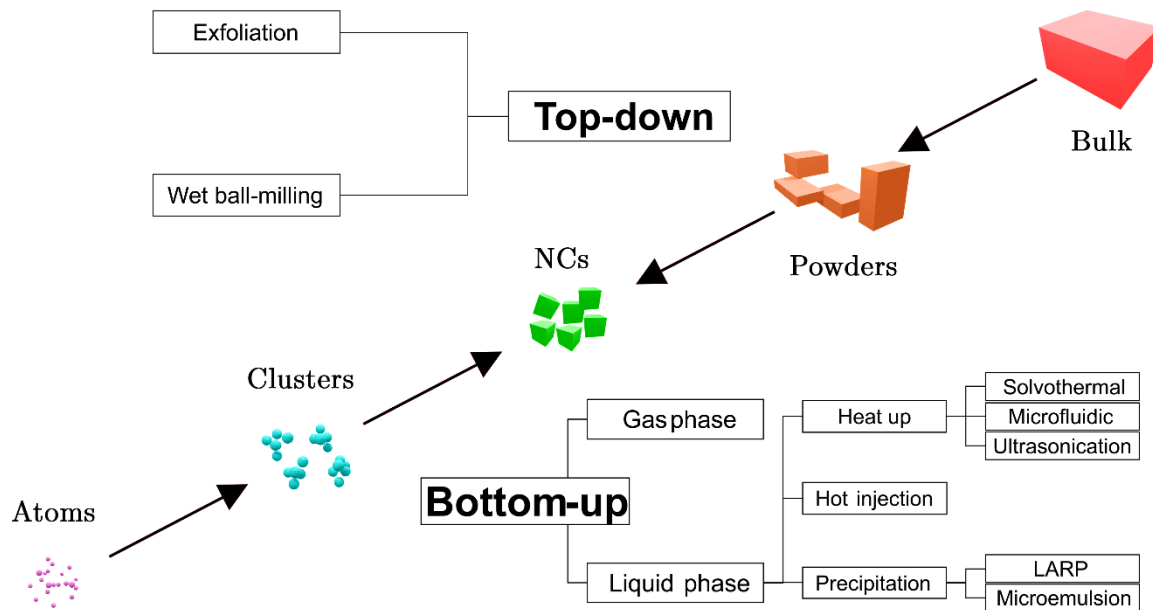 Exfoliation
Top-down
Bulk
Wet ball-milling
Powders
NCs
Clusters
Atoms
Bottom-up
Gas phase
Liquid phase
Heat up
Solvothermal
Microfluidic
Ultrasonication
Hot injection
Precipitation
LARP
Microemulsion